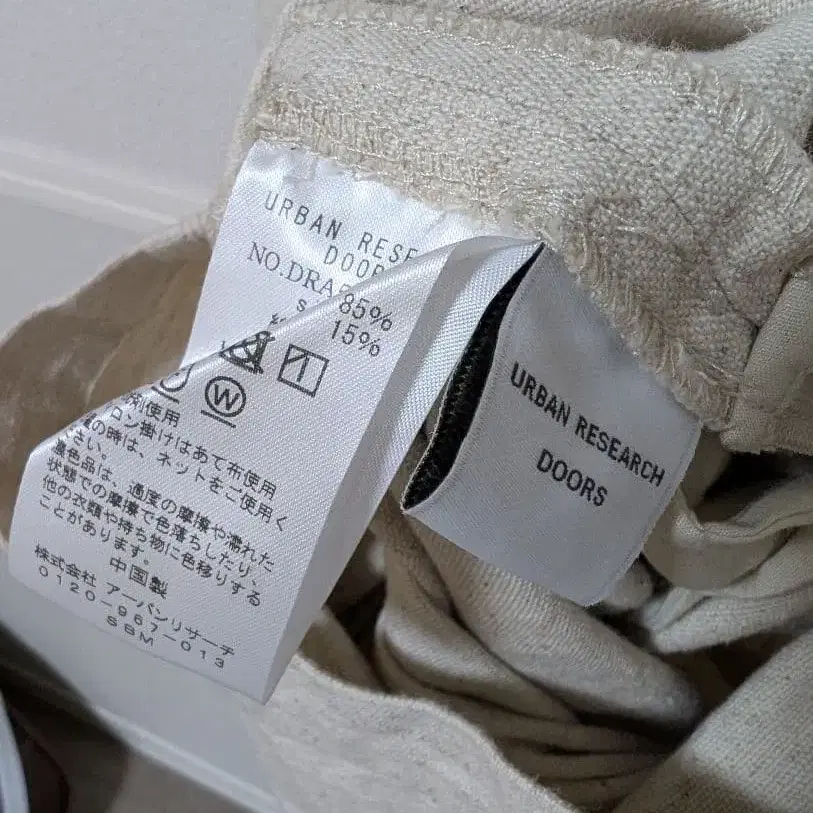 URBAN RESE
DOOR
NO.DRA
S
85%
15%
W
使用
ロン掛けはあて布使用
の時は、ネットをご使用く
ださい。
濃色品は、適度の摩擦や濡れた
状態での摩擦で色落ちしたり、
他の衣類や持ち物に色移りする
ことがあります。
中国製
株式会社 アーバンリサーチ
0120-967-013
SBM
URBAN RESEARCH
DOORS